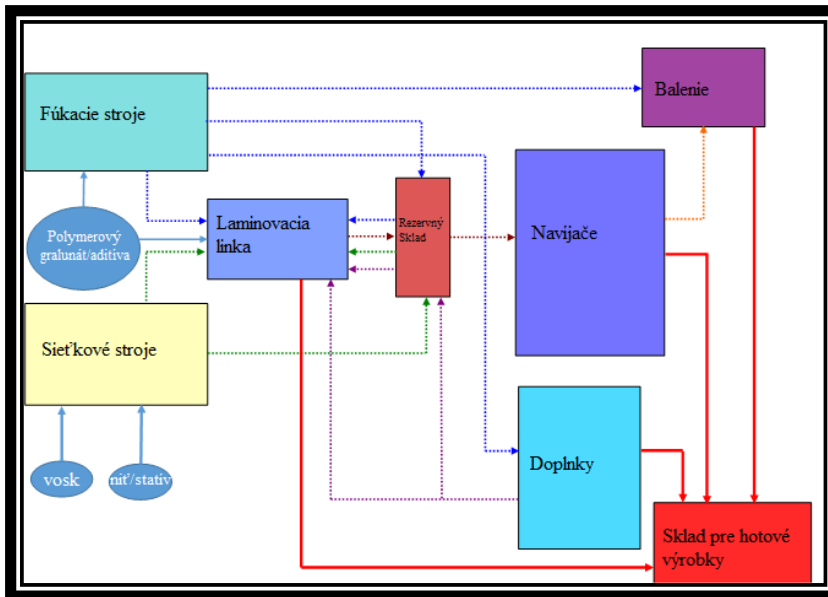 Fúkacie stroje
Balenie
Polymerový
gralunát/aditíva
Laminovacia
linka
Rezervný
Sklad
Navijače
Sieťkové stroje
vosk
niť/statív
Doplnky
Sklad pre hotové
výrobky